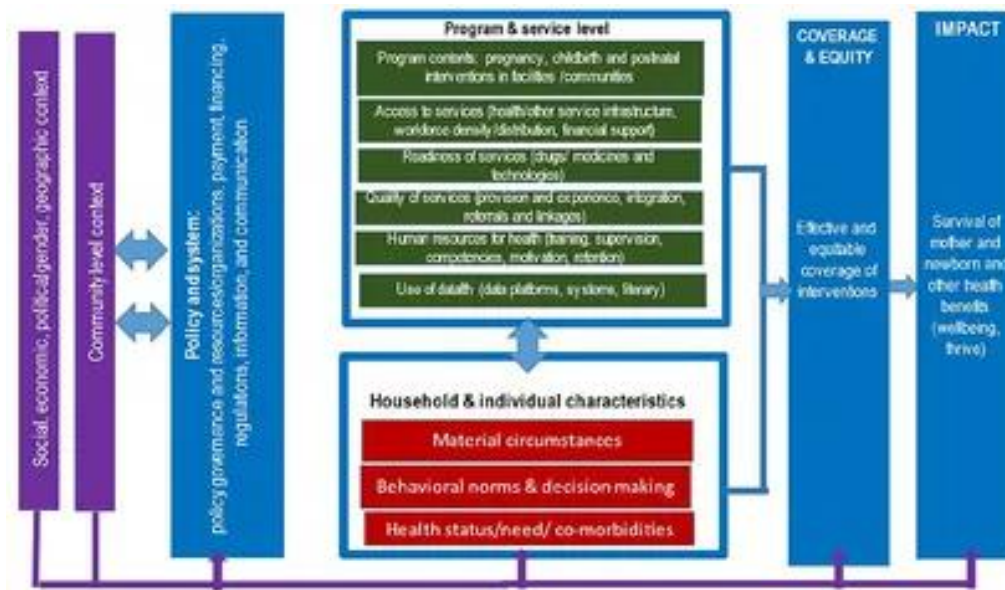 Social, economic, political/gender, geographic context
Community level context
Policy and system:
policy governance and resources/organizations, payment, financing,
regulations, information, and communication
Program & service level
Program contents: pregnancy, childbirth and postnatal
interventions in facilities /communities
Access to services (health/other service infrastructure,
workforce density/distribution, financial support)
Readiness of services (drugs/ medicines and
technologies)
Quality of services (provision and experience, integration,
referrals and linkages)
Human resources for health (training, supervision,
competencies, motivation, retention)
Use of data/th (data platforms, systems, literary)
Household & individual characteristics
Material circumstances
Behavioral norms & decision making
Health status/need/ co-morbidities
COVERAGE
& EQUITY
Effective and
equitable
coverage of
interventions
IMPACT
Survival of
mother and
newborn and
other health
benefits
(wellbeing,
thrive)